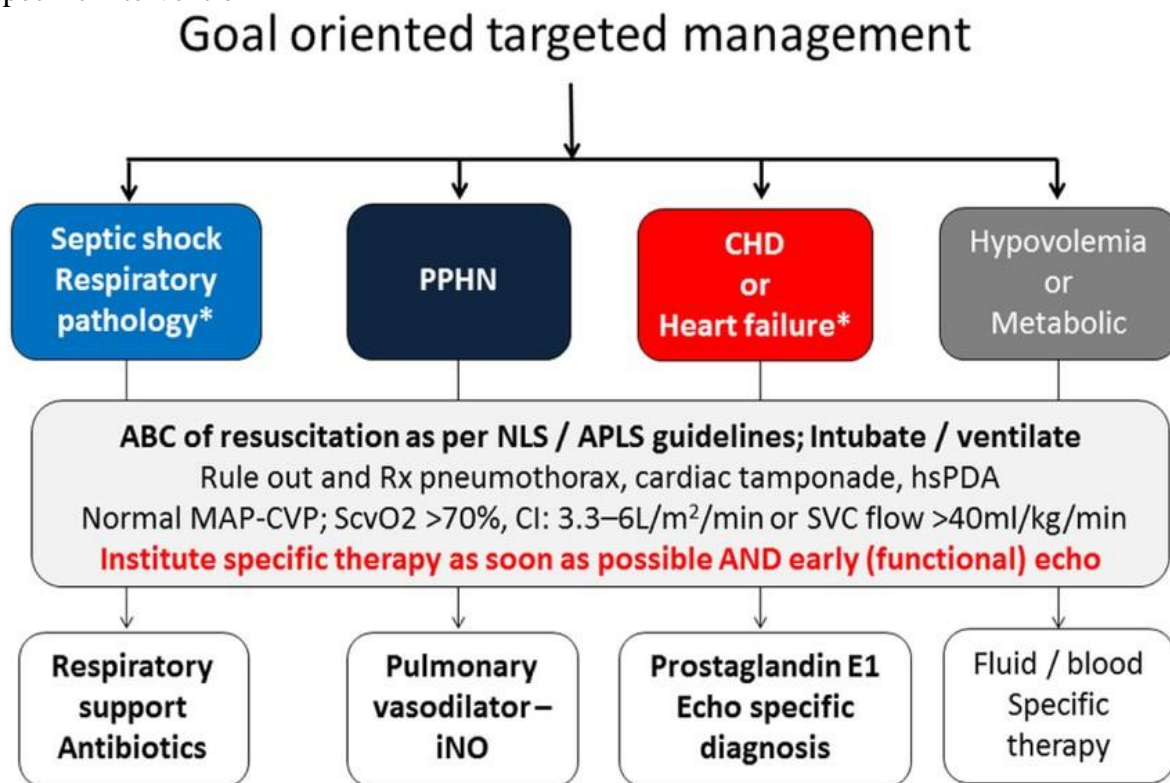 Goal oriented targeted management
Septic shock
Respiratory
pathology*
PPHN
CHD
or
Heart failure*
Hypovolemia
or
Metabolic
ABC of resuscitation as per NLS / APLS guidelines; Intubate / ventilate
Rule out and Rx pneumothorax, cardiac tamponade, hsPDA
Normal MAP-CVP; ScvO2 >70%, CI: 3.3–6L/m²/min or SVC flow >40ml/kg/min
Institute specific therapy as soon as possible AND early (functional) echo
Respiratory
support
Antibiotics
Pulmonary
vasodilator –
iNO
Prostaglandin E1
Echo specific
diagnosis
Fluid / blood
Specific
therapy